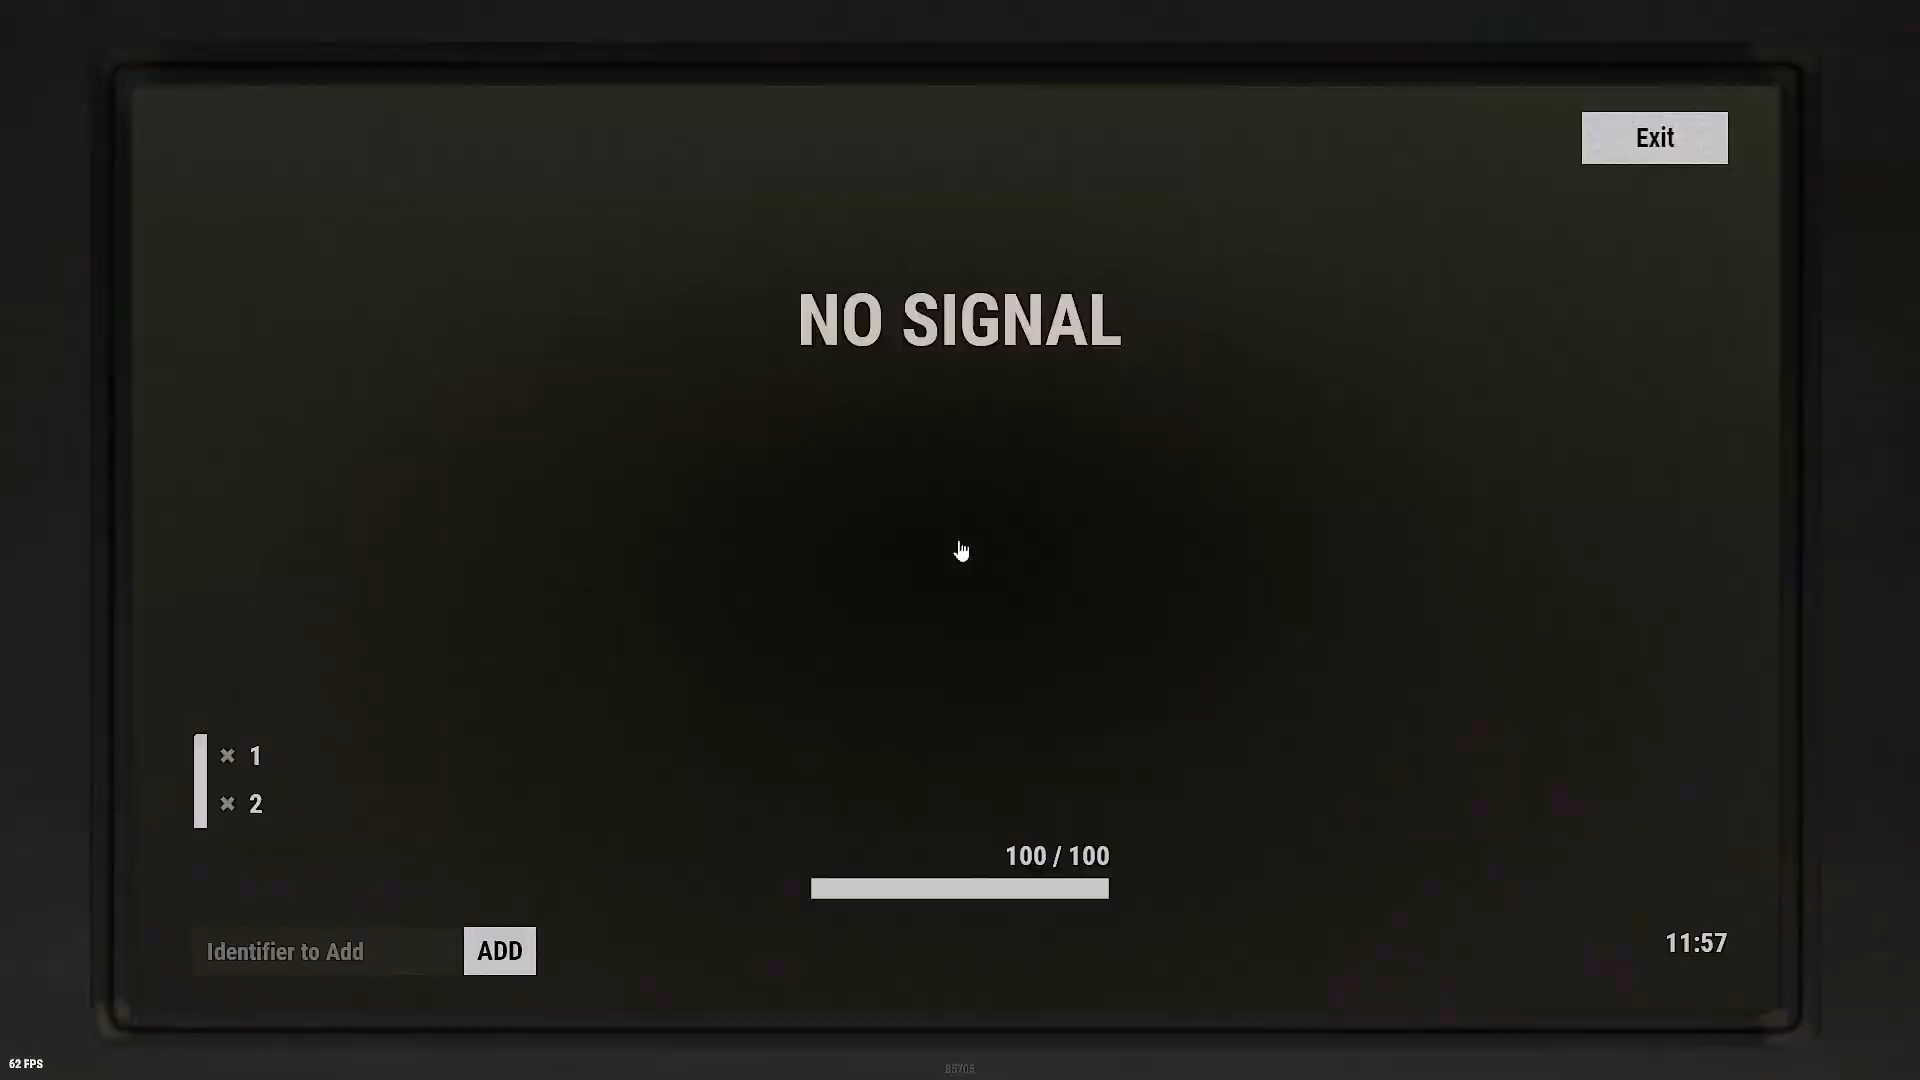 Exit
NO SIGNAL
× 1
× 2
100 / 100
Identifier to Add
ADD
11:57
62 FPS